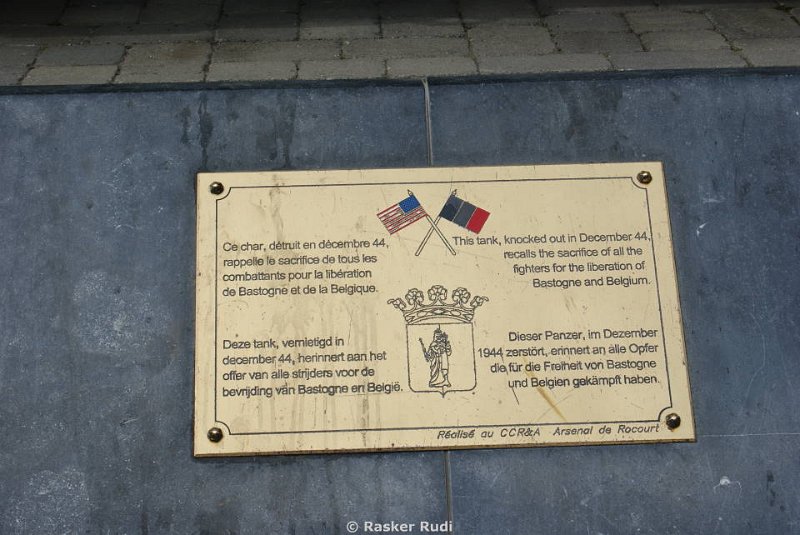 Ce char, détruit en décembre 44,
rappelle le sacrifice de tous les
combattants pour la libération
de Bastogne et de la Belgique.
This tank, knocked out in December 44,
recalls the sacrifice of all the
fighters for the liberation of
Bastogne and Belgium.
Deze tank, vernietigd in
december 44, herinnert aan het
offer van alle strijders voor de
bevrijding van Bastogne en België.
Dieser Panzer, im Dezember
1944 zerstört, erinnert an alle Opfer
die für die Freiheit von Bastogne
und Belgien gekämpft haben.
Réalisé au CCR&A Arsenal de Rocourt
© Rasker Rudi